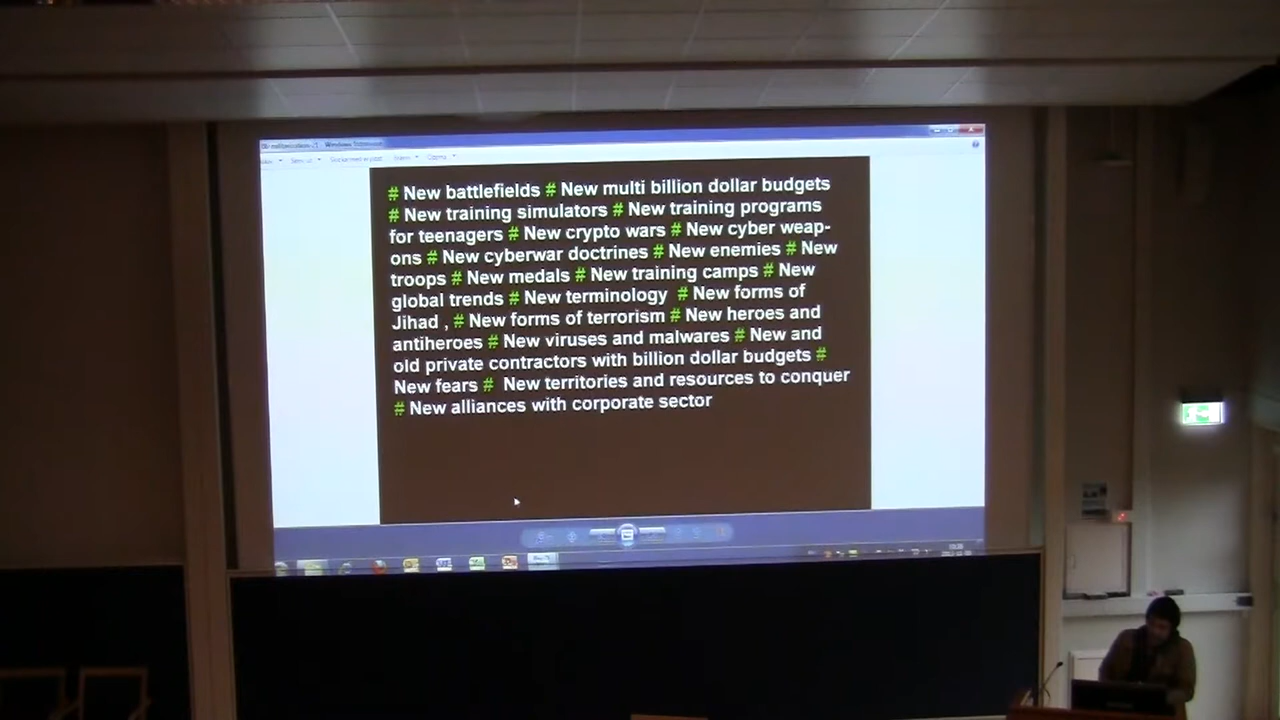 # New battlefields # New multi billion dollar budgets
# New training simulators # New training programs
for teenagers # New crypto wars # New cyber weap-
ons # New cyberwar doctrines # New enemies # New
troops # New medals # New training camps # New
global trends # New terminology # New forms of
Jihad , # New forms of terrorism # New heroes and
antiheroes # New viruses and malwares # New and
old private contractors with billion dollar budgets #
New fears # New territories and resources to conquer
# New alliances with corporate sector